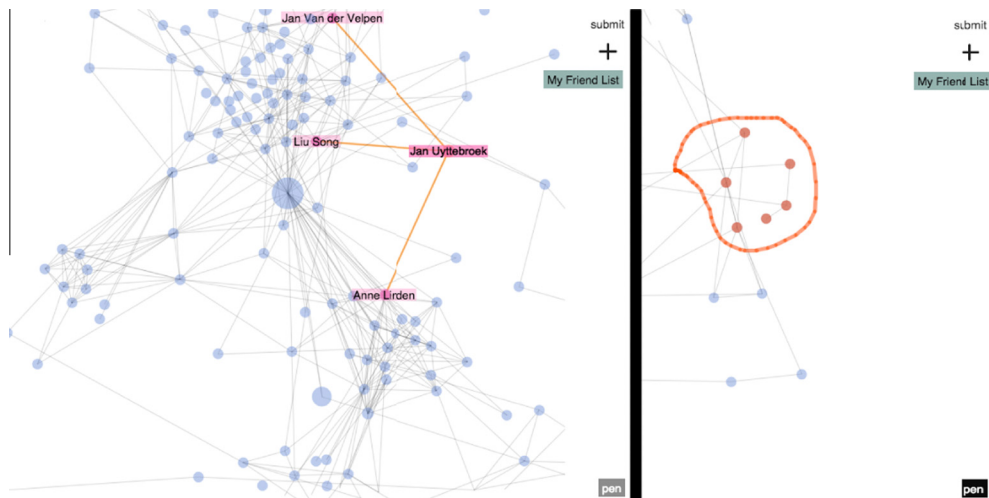 Jan Van der Velpen
submit
+
My Friend List
Liu Song
Jan Uyttebroek
Anne Lirden
pen
submit
+
My Friend List
pen